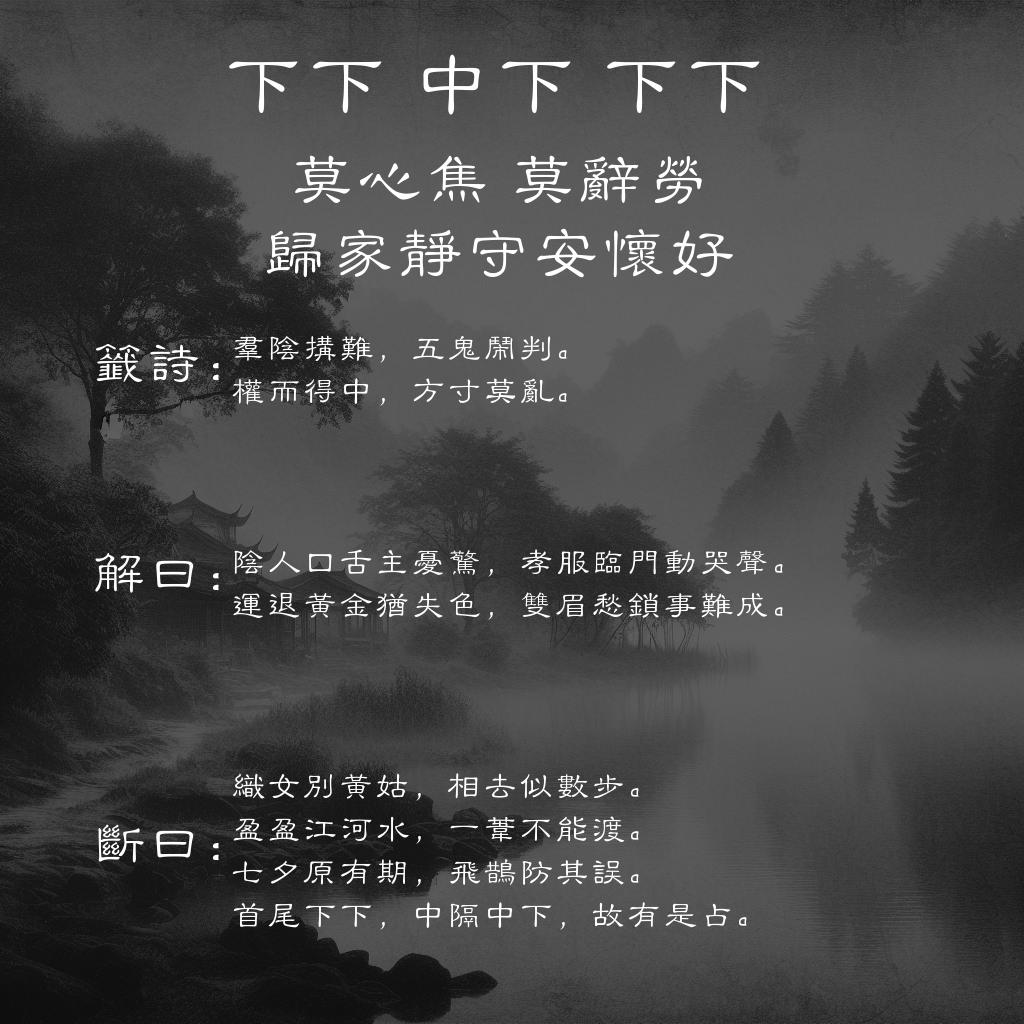 下下 中下 下下
莫心焦 莫辭勞
歸家靜守安懷好
籤詩：
羣陰搆難，五鬼鬧判。
權而得中，方寸莫亂。
解曰：
陰人口舌主憂驚，孝服臨門動哭聲。
運退黃金猶失色，雙眉愁鎖事難成。
斷曰：
織女別黃姑，相去似數步。
盈盈江河水，一葦不能渡。
七夕原有期，飛鵲防其誤。
首尾下下，中隔中下，故有是占。